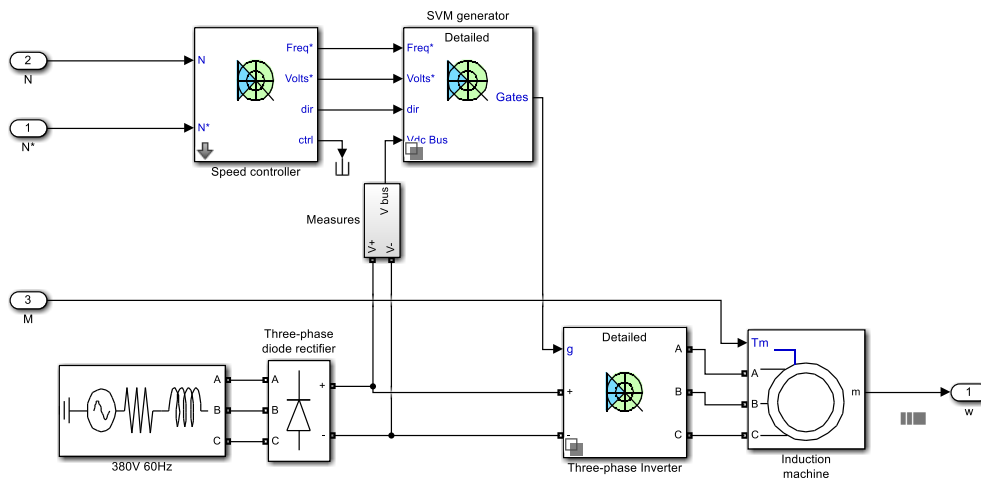 SVM generator
Detailed
2
N
N
Freq*
Freq*
Volts*
Volts*
dir
dir
Gates
1
N*
N*
ctrl
Vdc Bus
Speed controller
V bus
Measures
V+
V-
3
M
Three-phase
diode rectifier
Detailed
g
A
Tm
A
A
A
+
+
B
B
B
B
m
1
w
C
C
-
-
C
C
380V 60Hz
Three-phase Inverter
Induction
machine